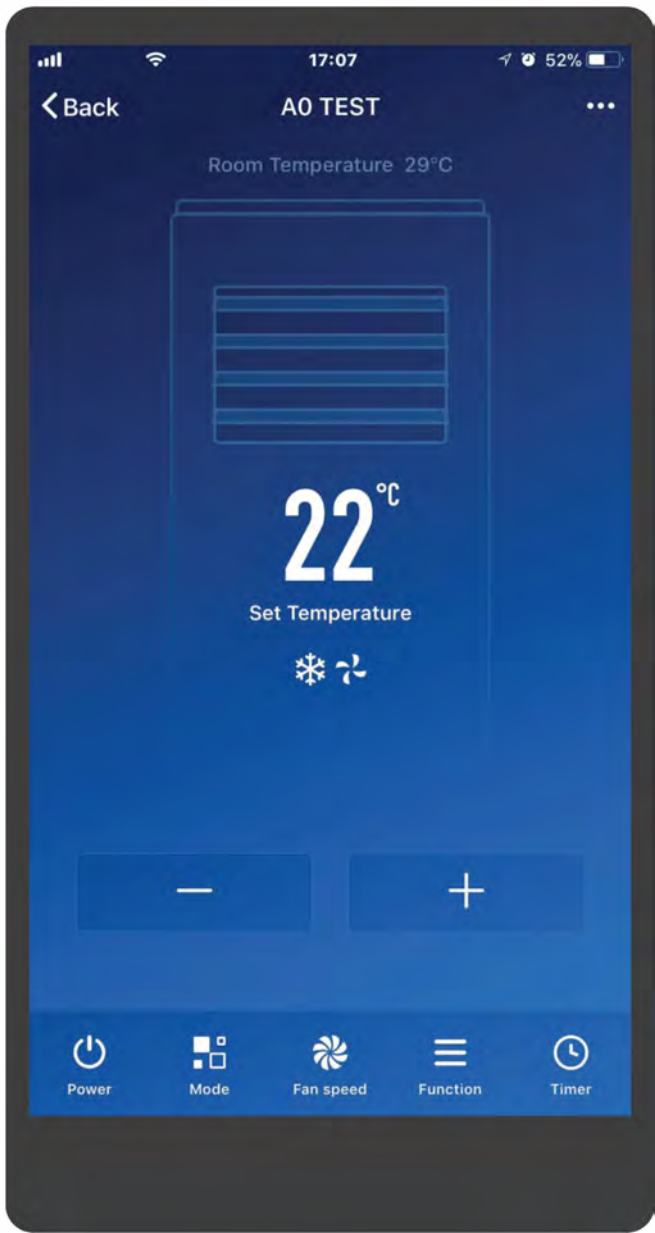 17:07 52%
Back A0 TEST
Room Temperature 29°C
22°C
Set Temperature
− +
Power Mode Fan speed Function Timer